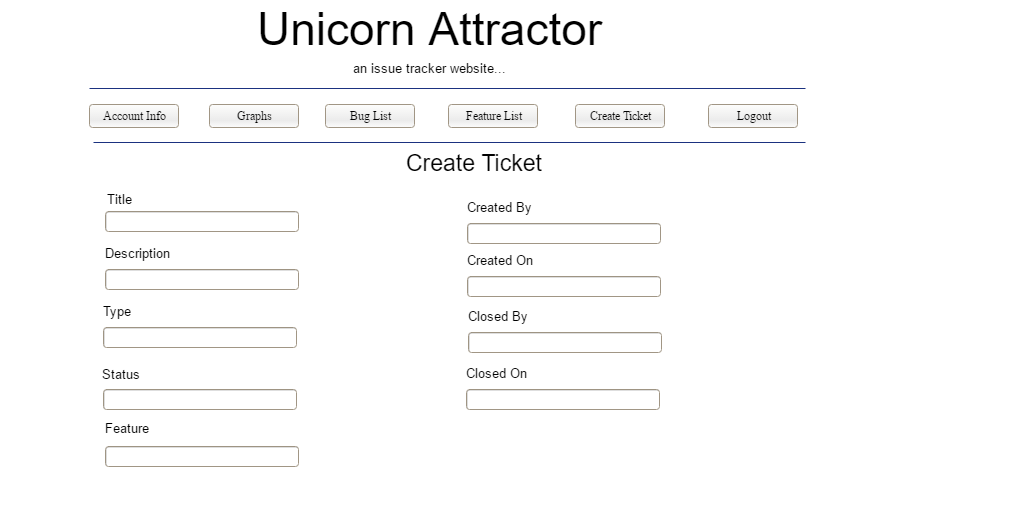 Unicorn Attractor
an issue tracker website...
Account Info
Graphs
Bug List
Feature List
Create Ticket
Logout
Create Ticket
Title
Description
Type
Status
Feature
Created By
Created On
Closed By
Closed On